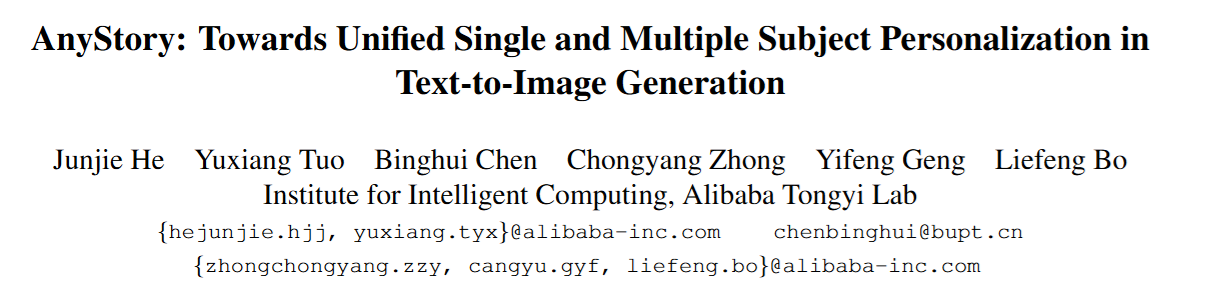 AnyStory: Towards Unified Single and Multiple Subject Personalization in
Text-to-Image Generation
Junjie He Yuxiang Tuo Binghui Chen Chongyang Zhong Yifeng Geng Liefeng Bo
Institute for Intelligent Computing, Alibaba Tongyi Lab
{hejunjie.hjj, yuxiang.tyx}@alibaba-inc.com chenbinghui@bupt.cn
{zhongchongyang.zzy, cangyu.gyf, liefeng.bo}@alibaba-inc.com